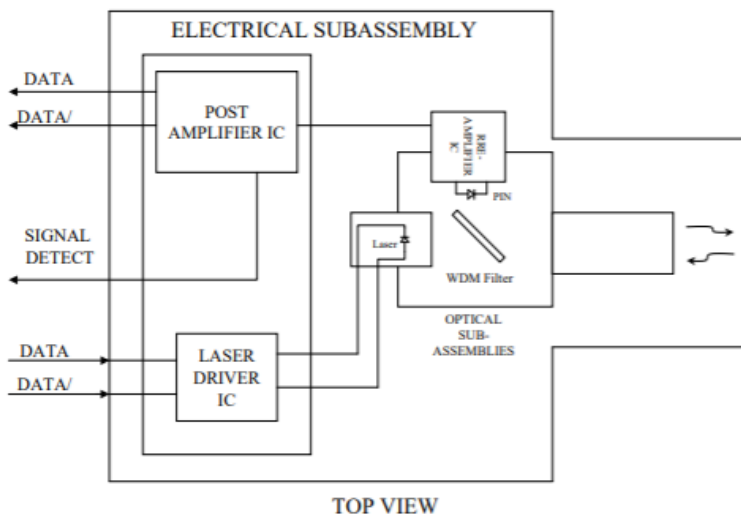 ELECTRICAL SUBASSEMBLY
DATA
DATA/
POST
AMPLIFIER IC
RRE-
AMPLIFIER
IC
PIN
SIGNAL
DETECT
Laser
WDM Filter
OPTICAL
SUB-
ASSEMBLIES
DATA
DATA/
LASER
DRIVER
IC
TOP VIEW